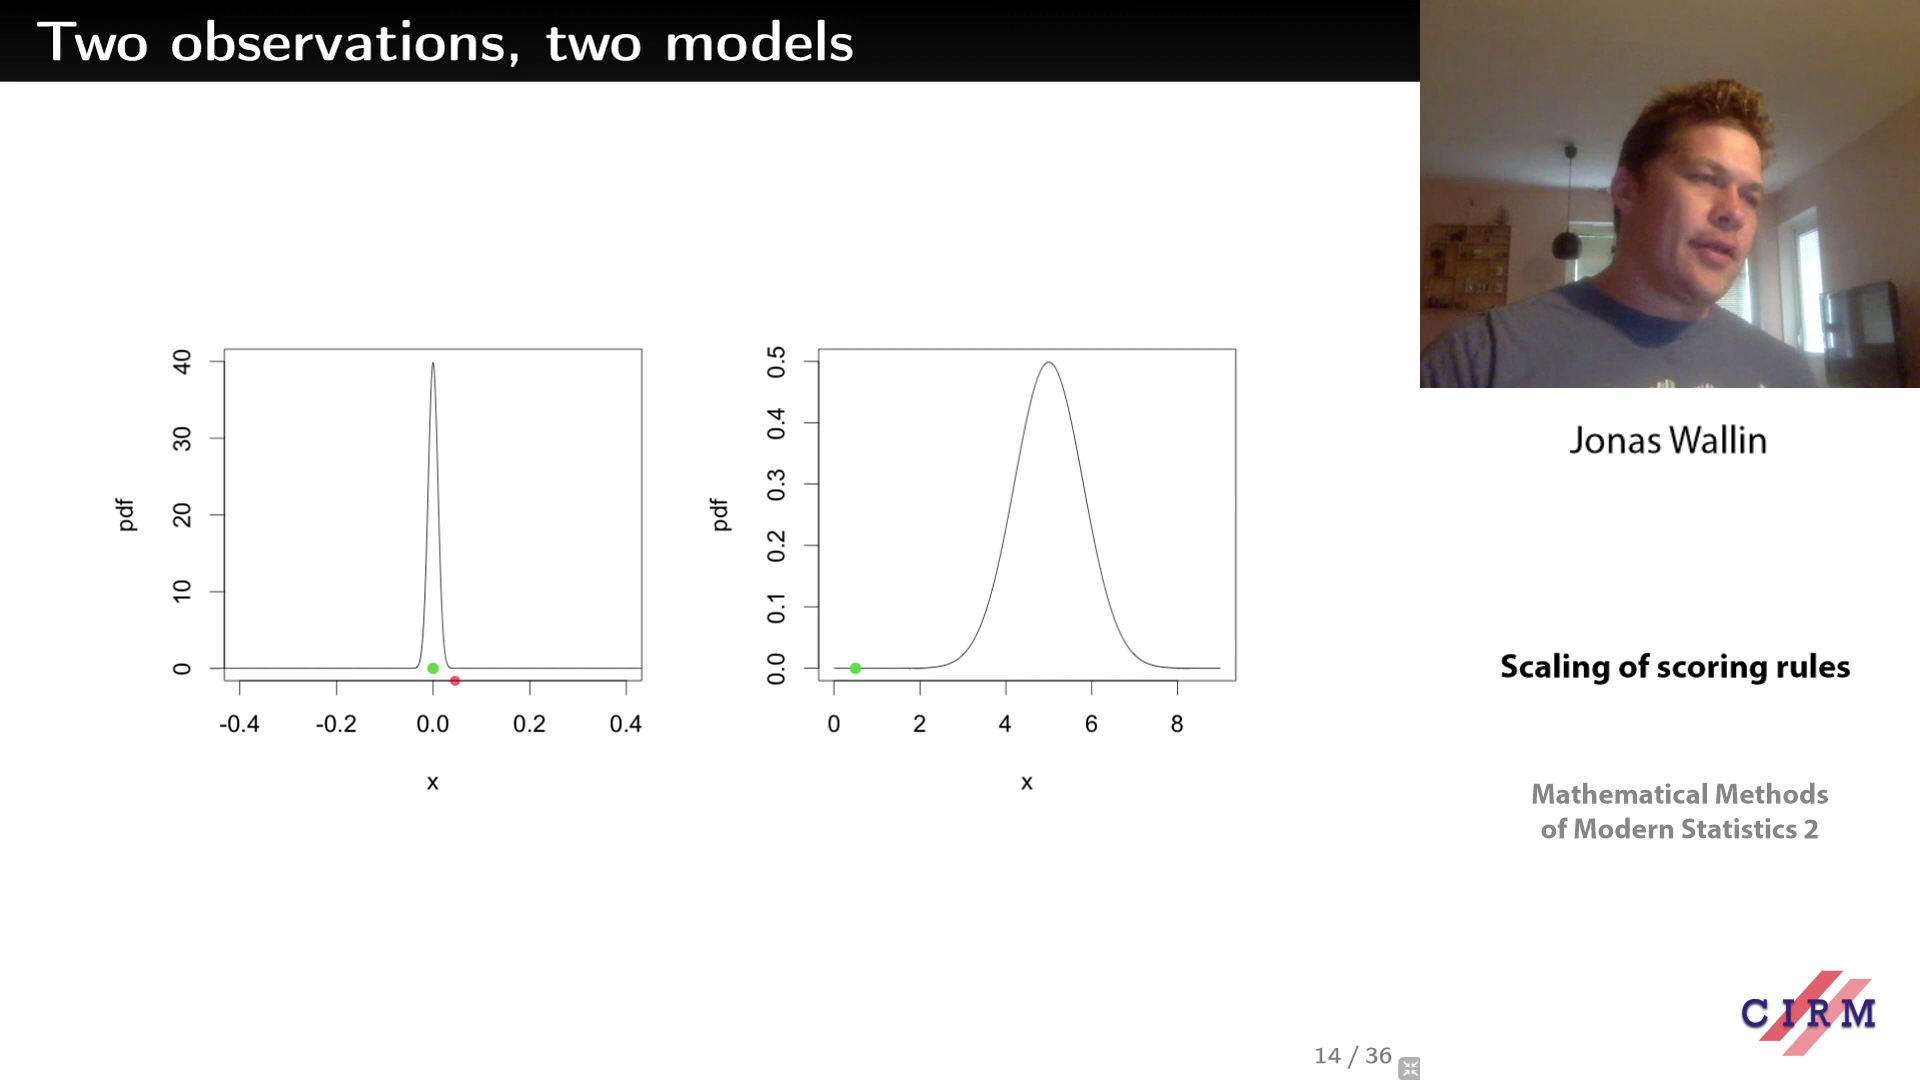 Two observations, two models
40
30
20
10
0
pdf
-0.4 -0.2 0.0 0.2 0.4
x
0.5
0.4
0.3
0.2
0.1
0.0
pdf
0 2 4 6 8
x
14 / 36
Jonas Wallin
Scaling of scoring rules
Mathematical Methods
of Modern Statistics 2
CIRM